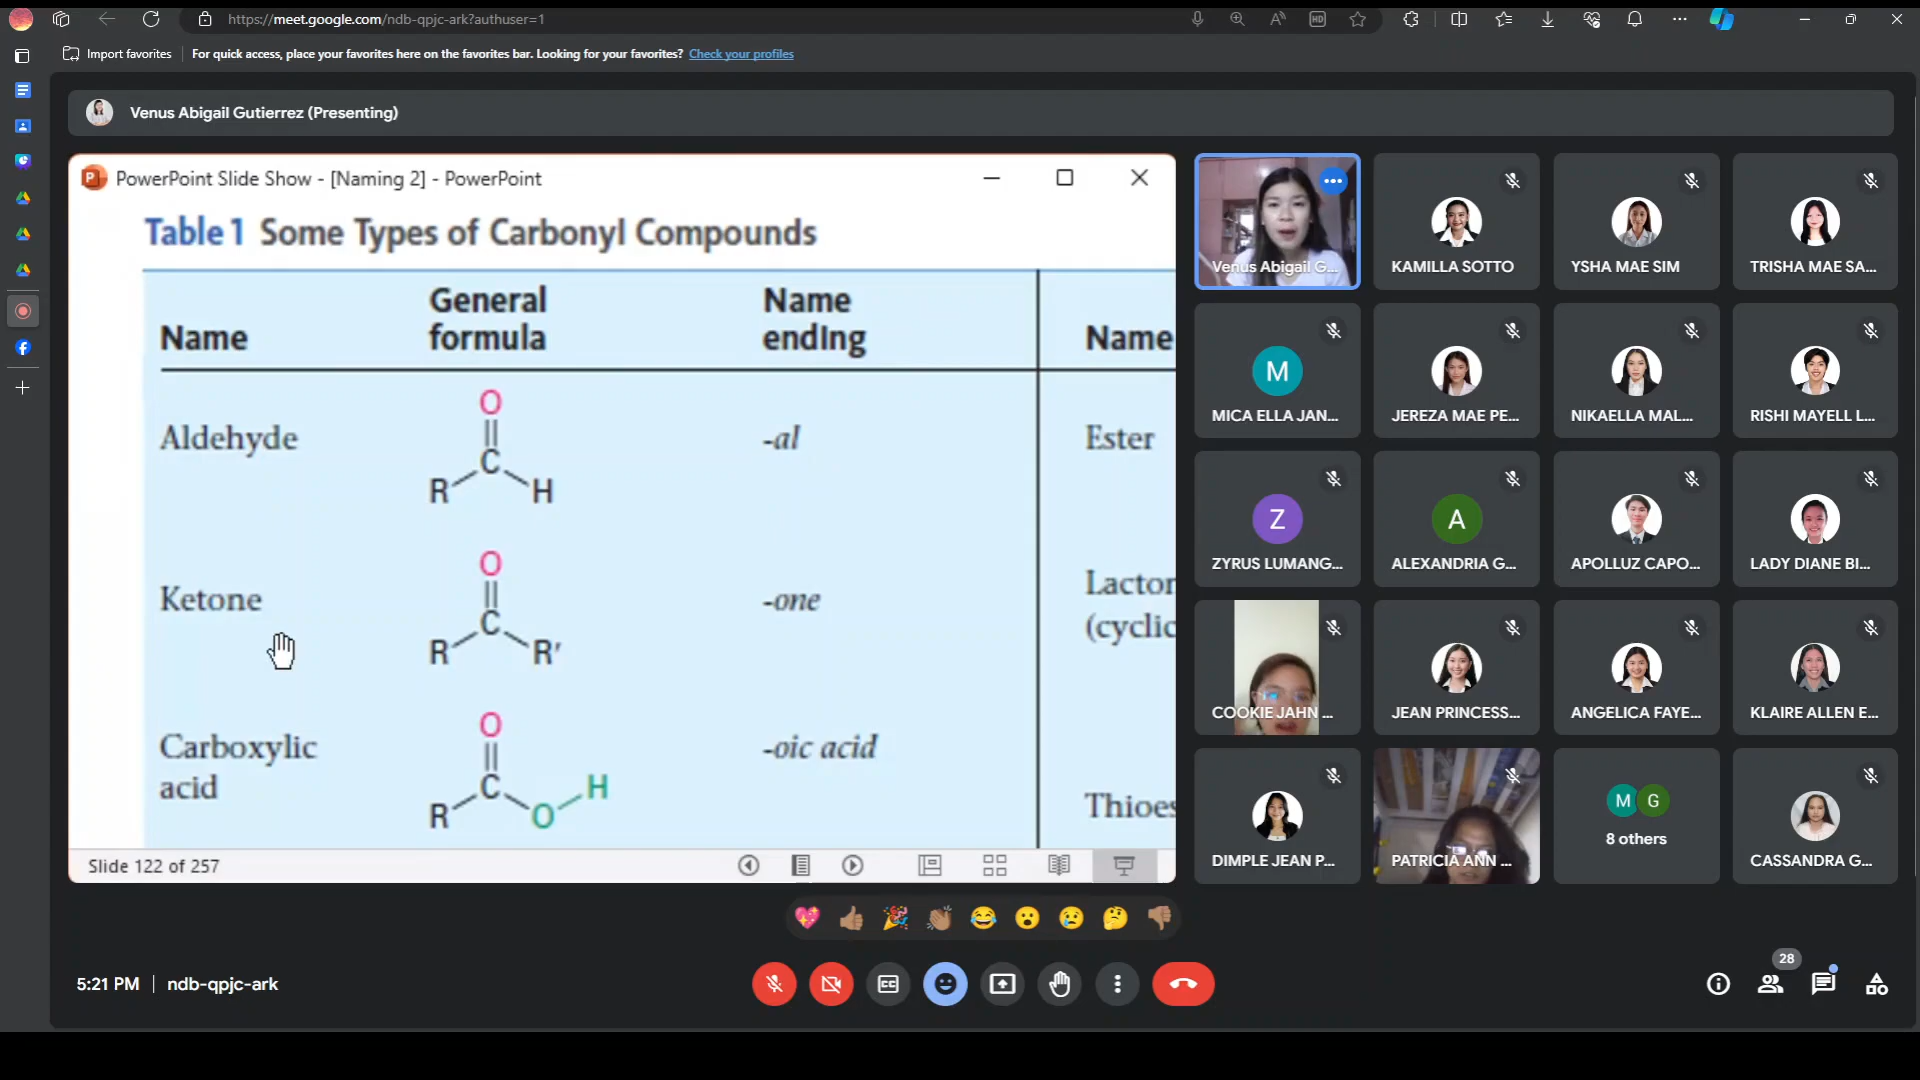 https://meet.google.com/ndb-qpjc-ark?authuser=1
Import favorites
For quick access, place your favorites here on the favorites bar. Looking for your favorites? Check your profiles
Venus Abigail Gutierrez (Presenting)
PowerPoint Slide Show - [Naming 2] - PowerPoint
Table 1 Some Types of Carbonyl Compounds
Name
General formula
Name ending
Name
Aldehyde
O
C
R H
-al
Ester
Ketone
O
C
R R′
-one
Lacton
(cyclic
Carboxylic acid
O
C
R O H
-oic acid
Thioes
Slide 122 of 257
Venus Abigail G...
KAMILLA SOTTO
YSHA MAE SIM
TRISHA MAE SA...
M
MICA ELLA JAN...
JEREZA MAE PE...
NIKAELLA MAL...
RISHI MAYELL L...
Z
ZYRUS LUMANG...
A
ALEXANDRIA G...
APOLLUZ CAPO...
LADY DIANE BI...
COOKIE JAHN ...
JEAN PRINCESS...
ANGELICA FAYE...
KLAIRE ALLEN E...
DIMPLE JEAN P...
PATRICIA ANN ...
M G
8 others
CASSANDRA G...
5:21 PM | ndb-qpjc-ark
CC
28